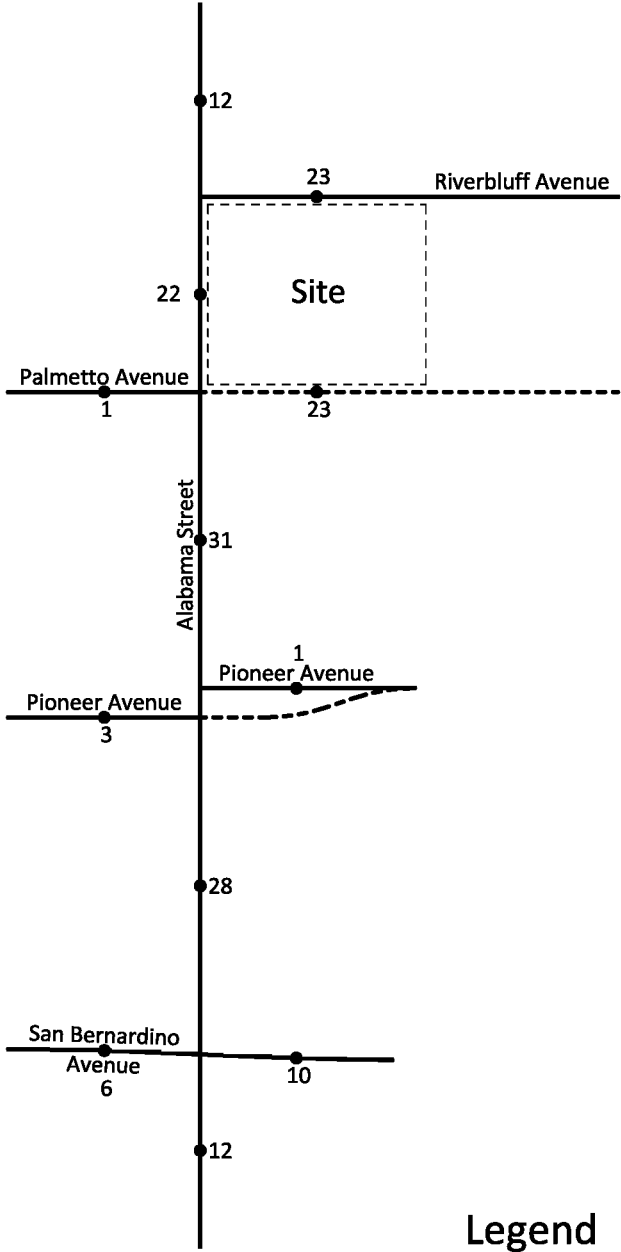 12
23
Riverbluff Avenue
22
Site
Palmetto Avenue
1
23
Alabama Street
31
1
Pioneer Avenue
Pioneer Avenue
3
28
San Bernardino
Avenue
6
10
12
Legend